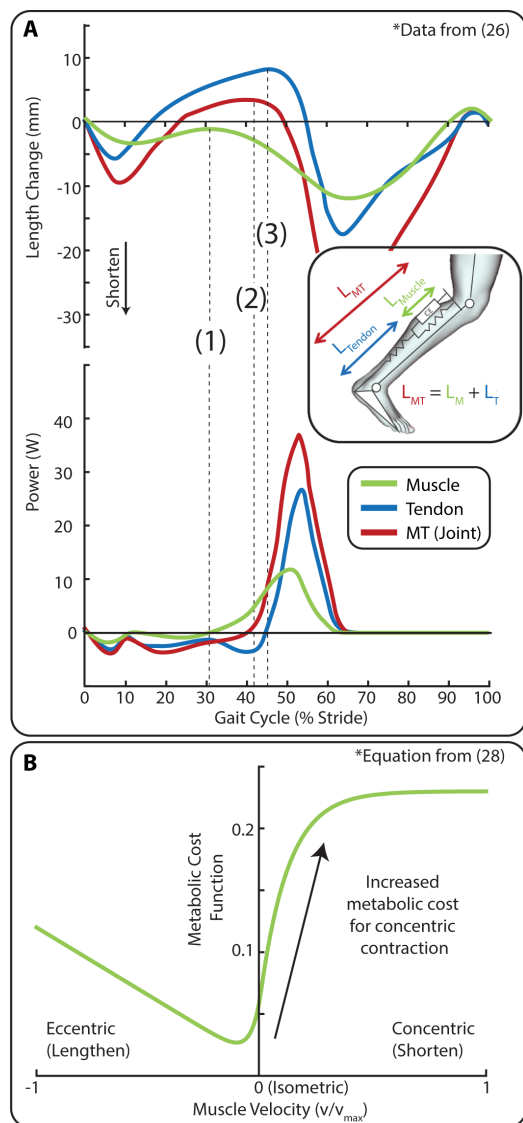 A
*Data from (26)
Length Change (mm)
10
0
-10
-20
-30
Shorten
(1)
(2)
(3)
L_MT
L_Muscle
L_Tendon
CE
L_MT = L_M + L_T
Power (W)
40
30
20
10
0
Muscle
Tendon
MT (Joint)
0 10 20 30 40 50 60 70 80 90 100
Gait Cycle (% Stride)
B
*Equation from (28)
Metabolic Cost
Function
0.2
0.1
Increased
metabolic cost
for concentric
contraction
Eccentric
(Lengthen)
Concentric
(Shorten)
-1 0 (Isometric) 1
Muscle Velocity (v/v_max)